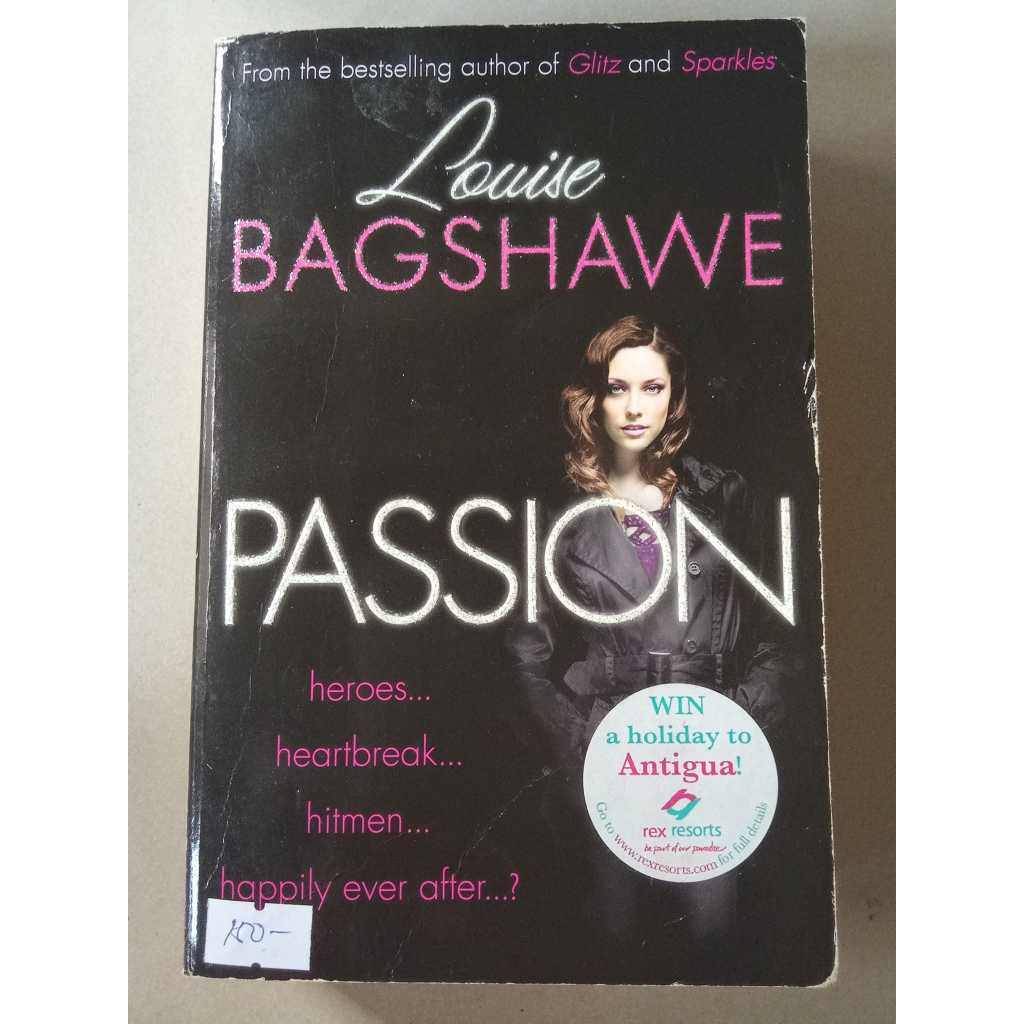 From the bestselling author of Glitz and Sparkles
Louise
BAGSHAWE
PASSION
heroes...
heartbreak...
hitmen...
happily ever after...?
WIN
a holiday to
Antigua!
rex resorts
be part of our paradise
Go to www.rexresorts.com for full details